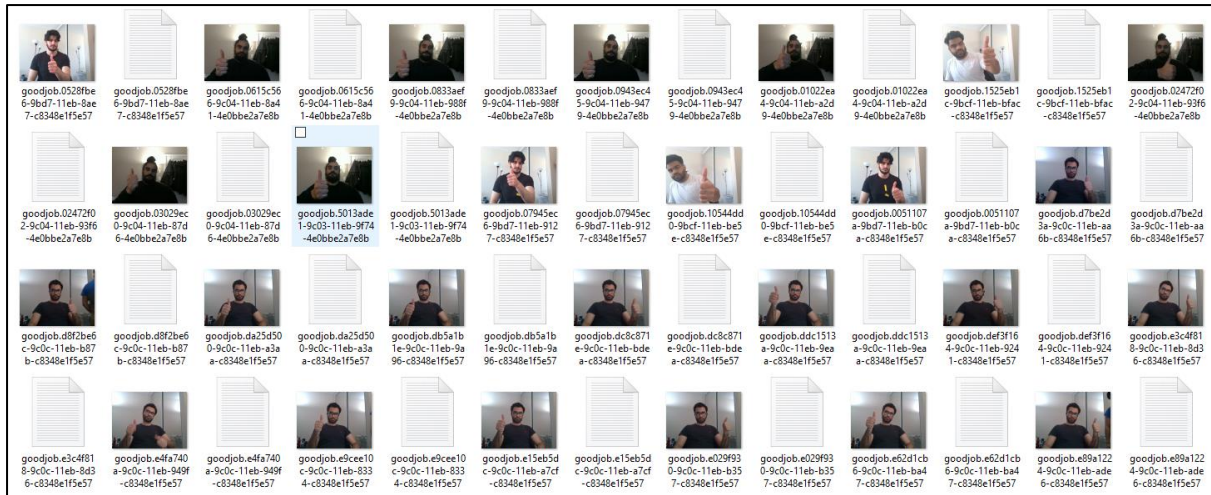 goodjob.0528fbe
6-9bd7-11eb-8ae
7-c8348e1f5e57
goodjob.0528fbe
6-9bd7-11eb-8ae
7-c8348e1f5e57
goodjob.0615c56
6-9c04-11eb-8a4
1-4e0bbe2a7e8b
goodjob.0615c56
6-9c04-11eb-8a4
1-4e0bbe2a7e8b
goodjob.0833aef
9-9c04-11eb-988f
-4e0bbe2a7e8b
goodjob.0833aef
9-9c04-11eb-988f
-4e0bbe2a7e8b
goodjob.0943ec4
5-9c04-11eb-947
9-4e0bbe2a7e8b
goodjob.0943ec4
5-9c04-11eb-947
9-4e0bbe2a7e8b
goodjob.01022ea
4-9c04-11eb-a2d
9-4e0bbe2a7e8b
goodjob.01022ea
4-9c04-11eb-a2d
9-4e0bbe2a7e8b
goodjob.1525eb1
c-9bcf-11eb-bfac
-c8348e1f5e57
goodjob.1525eb1
c-9bcf-11eb-bfac
-c8348e1f5e57
goodjob.02472f0
2-9c04-11eb-93f6
-4e0bbe2a7e8b
goodjob.02472f0
2-9c04-11eb-93f6
-4e0bbe2a7e8b
goodjob.03029ec
0-9c04-11eb-87d
6-4e0bbe2a7e8b
goodjob.03029ec
0-9c04-11eb-87d
6-4e0bbe2a7e8b
goodjob.5013ade
1-9c03-11eb-9f74
-4e0bbe2a7e8b
goodjob.5013ade
1-9c03-11eb-9f74
-4e0bbe2a7e8b
goodjob.07945ec
6-9bd7-11eb-912
7-c8348e1f5e57
goodjob.07945ec
6-9bd7-11eb-912
7-c8348e1f5e57
goodjob.10544dd
0-9bcf-11eb-be5
e-c8348e1f5e57
goodjob.10544dd
0-9bcf-11eb-be5
e-c8348e1f5e57
goodjob.0051107
a-9bd7-11eb-b0c
a-c8348e1f5e57
goodjob.0051107
a-9bd7-11eb-b0c
a-c8348e1f5e57
goodjob.d7be2d
3a-9c0c-11eb-aa
6b-c8348e1f5e57
goodjob.d7be2d
3a-9c0c-11eb-aa
6b-c8348e1f5e57
goodjob.d8f2be6
c-9c0c-11eb-b87
b-c8348e1f5e57
goodjob.d8f2be6
c-9c0c-11eb-b87
b-c8348e1f5e57
goodjob.da25d50
0-9c0c-11eb-a3a
a-c8348e1f5e57
goodjob.da25d50
0-9c0c-11eb-a3a
a-c8348e1f5e57
goodjob.db5a1b
1e-9c0c-11eb-9a
96-c8348e1f5e57
goodjob.db5a1b
1e-9c0c-11eb-9a
96-c8348e1f5e57
goodjob.dc8c871
e-9c0c-11eb-bde
a-c8348e1f5e57
goodjob.dc8c871
e-9c0c-11eb-bde
a-c8348e1f5e57
goodjob.ddc1513
a-9c0c-11eb-9ea
a-c8348e1f5e57
goodjob.ddc1513
a-9c0c-11eb-9ea
a-c8348e1f5e57
goodjob.def3f16
4-9c0c-11eb-924
1-c8348e1f5e57
goodjob.def3f16
4-9c0c-11eb-924
1-c8348e1f5e57
goodjob.e3c4f81
8-9c0c-11eb-8d3
6-c8348e1f5e57
goodjob.e3c4f81
8-9c0c-11eb-8d3
6-c8348e1f5e57
goodjob.e4fa740
a-9c0c-11eb-949f
-c8348e1f5e57
goodjob.e4fa740
a-9c0c-11eb-949f
-c8348e1f5e57
goodjob.e9cee10
c-9c0c-11eb-833
4-c8348e1f5e57
goodjob.e9cee10
c-9c0c-11eb-833
4-c8348e1f5e57
goodjob.e15eb5d
c-9c0c-11eb-a7cf
-c8348e1f5e57
goodjob.e15eb5d
c-9c0c-11eb-a7cf
-c8348e1f5e57
goodjob.e029f93
0-9c0c-11eb-b35
7-c8348e1f5e57
goodjob.e029f93
0-9c0c-11eb-b35
7-c8348e1f5e57
goodjob.e62d1cb
6-9c0c-11eb-ba4
7-c8348e1f5e57
goodjob.e62d1cb
6-9c0c-11eb-ba4
7-c8348e1f5e57
goodjob.e89a122
4-9c0c-11eb-ade
6-c8348e1f5e57
goodjob.e89a122
4-9c0c-11eb-ade
6-c8348e1f5e57